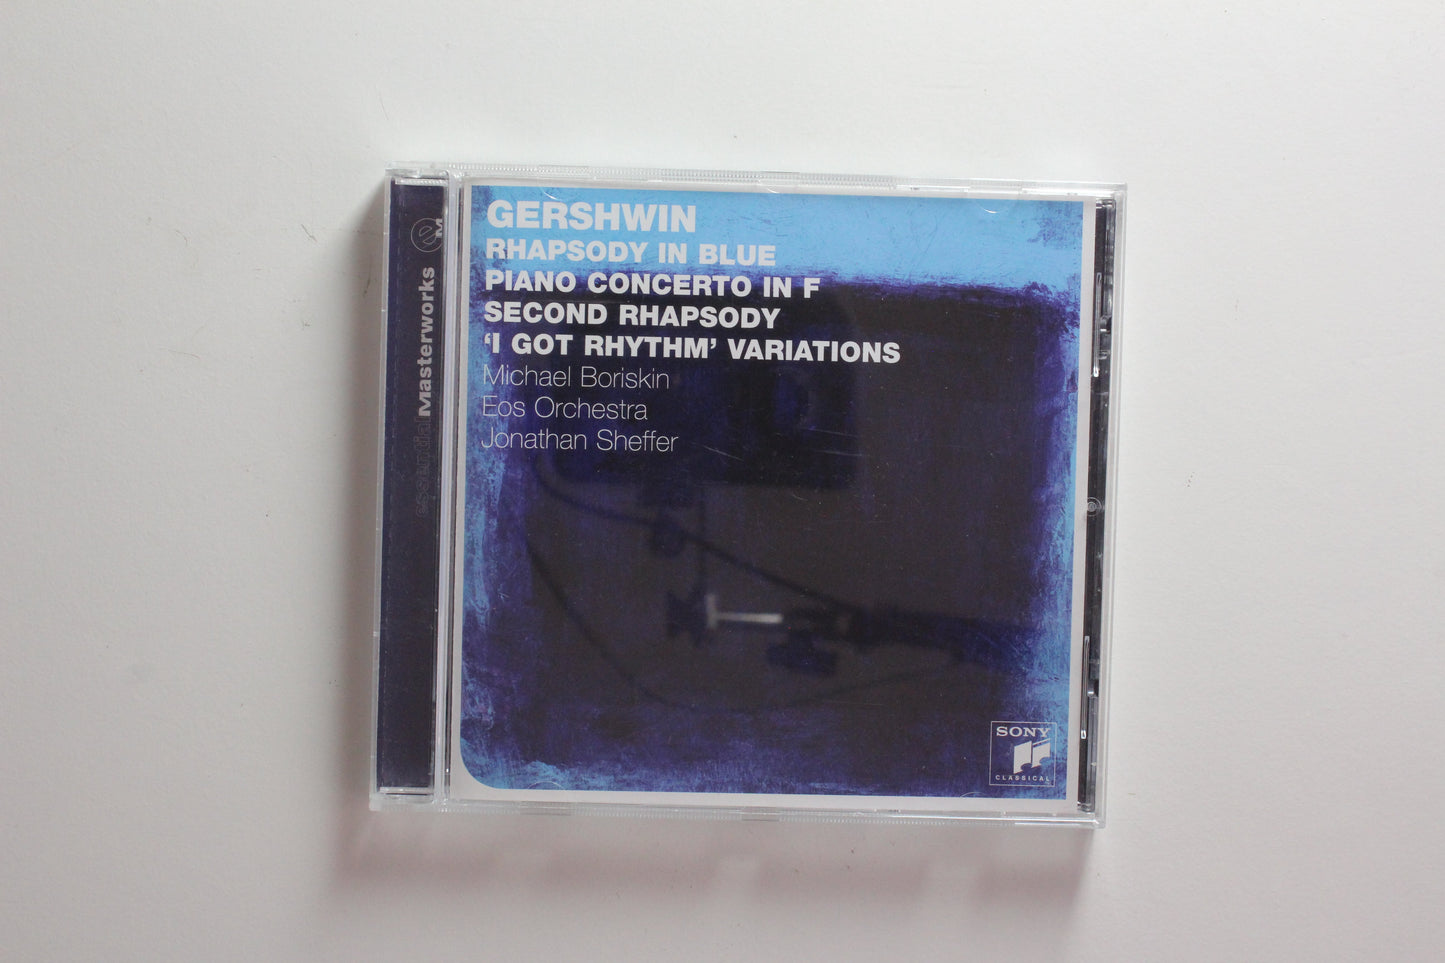 GERSHWIN
RHAPSODY IN BLUE
PIANO CONCERTO IN F
SECOND RHAPSODY
‘I GOT RHYTHM’ VARIATIONS
Michael Boriskin
Eos Orchestra
Jonathan Sheffer
essential Masterworks
eM
SONY
CLASSICAL